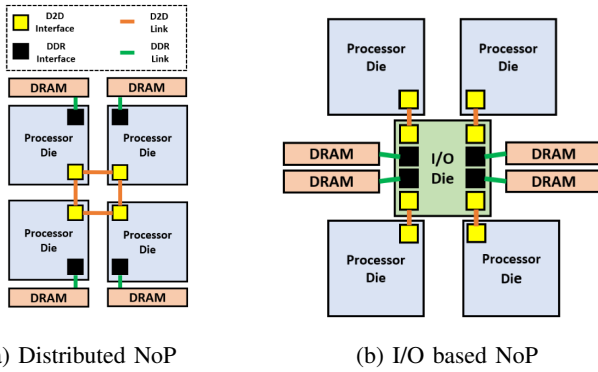 D2D Interface
D2D Link
DDR Interface
DDR Link
DRAM
DRAM
Processor Die
Processor Die
Processor Die
Processor Die
DRAM
DRAM
) Distributed NoP
Processor Die
Processor Die
DRAM
DRAM
I/O Die
DRAM
DRAM
Processor Die
Processor Die
(b) I/O based NoP